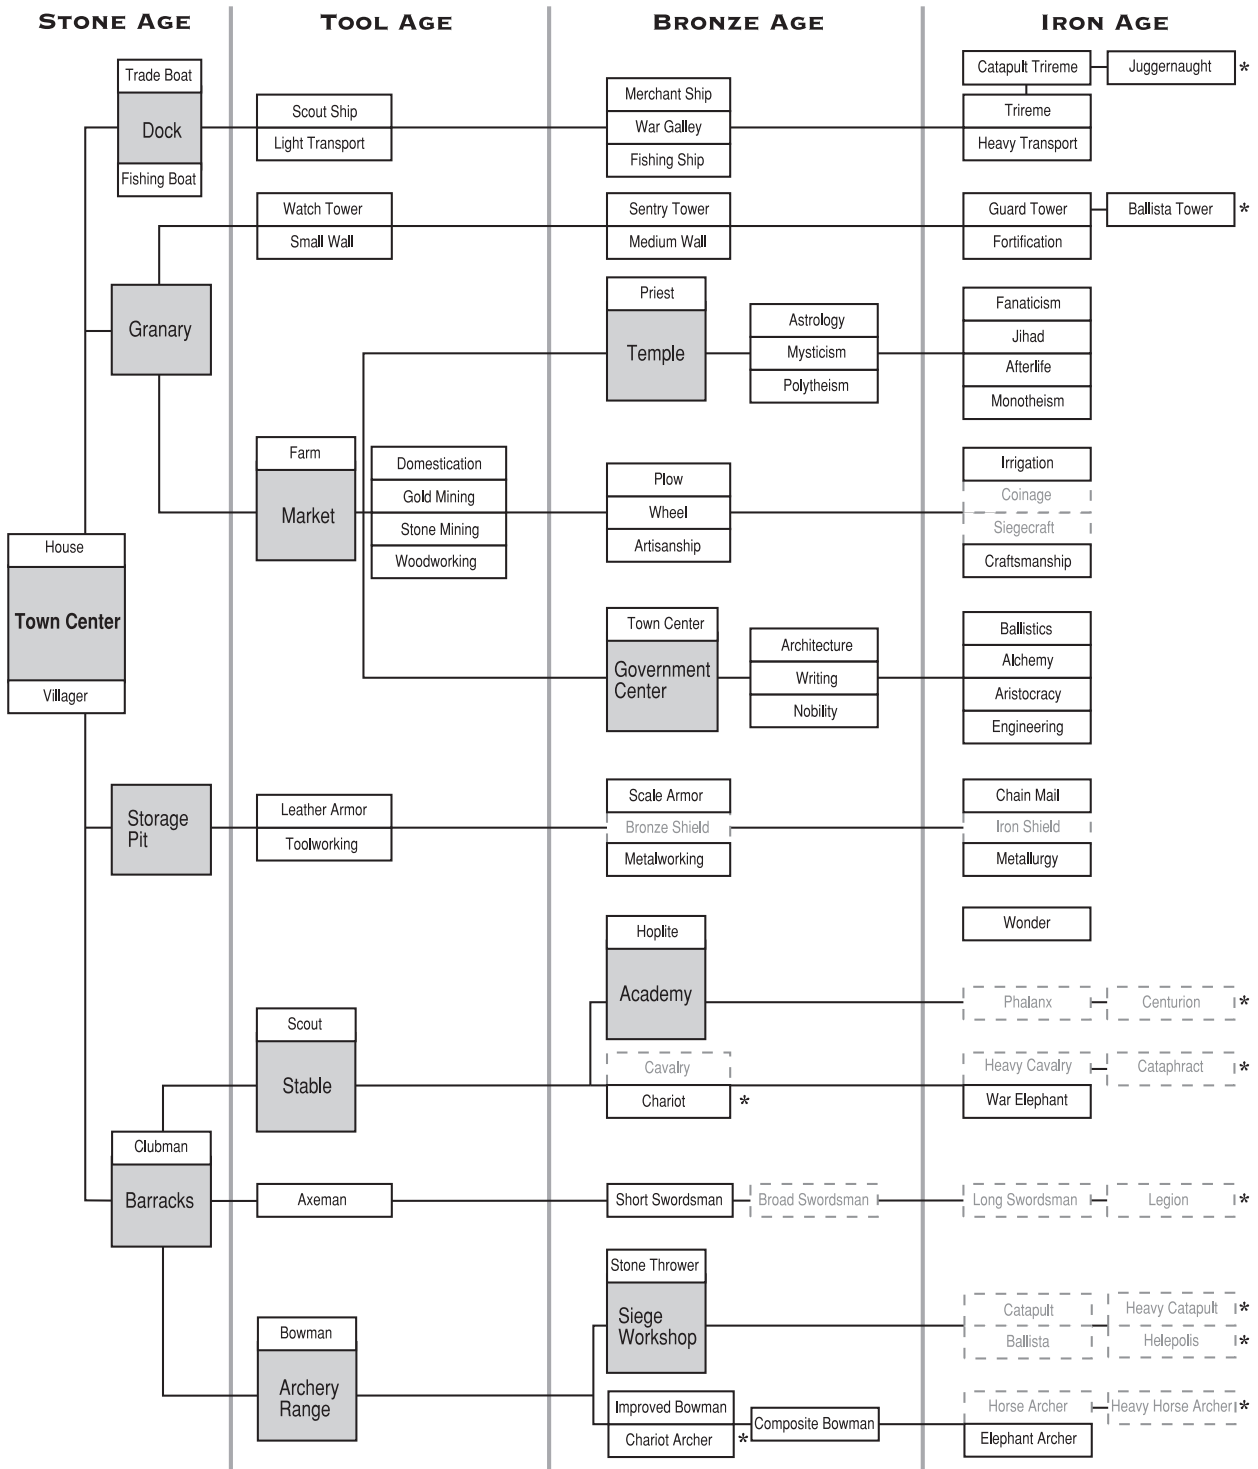 STONE AGE
TOOL AGE
BRONZE AGE
IRON AGE
Trade Boat
Dock
Fishing Boat
Scout Ship
Light Transport
Merchant Ship
War Galley
Fishing Ship
Catapult Trireme
Juggernaught
*
Trireme
Heavy Transport
Granary
Watch Tower
Small Wall
Sentry Tower
Medium Wall
Guard Tower
Ballista Tower
*
Fortification
Priest
Temple
Astrology
Mysticism
Polytheism
Fanaticism
Jihad
Afterlife
Monotheism
Farm
Market
Domestication
Gold Mining
Stone Mining
Woodworking
Plow
Wheel
Artisanship
Irrigation
Coinage
Siegecraft
Craftsmanship
House
Town Center
Villager
Town Center
Government
Center
Architecture
Writing
Nobility
Ballistics
Alchemy
Aristocracy
Engineering
Storage
Pit
Leather Armor
Toolworking
Scale Armor
Bronze Shield
Metalworking
Chain Mail
Iron Shield
Metallurgy
Wonder
Hoplite
Academy
Phalanx
Centurion
*
Scout
Stable
Cavalry
Chariot
*
Heavy Cavalry
Cataphract
*
War Elephant
Clubman
Barracks
Axeman
Short Swordsman
Broad Swordsman
Long Swordsman
Legion
*
Stone Thrower
Siege
Workshop
Catapult
Heavy Catapult
*
Ballista
Helepolis
*
Bowman
Archery
Range
Improved Bowman
Chariot Archer
*
Composite Bowman
Horse Archer
Heavy Horse Archer
*
Elephant Archer